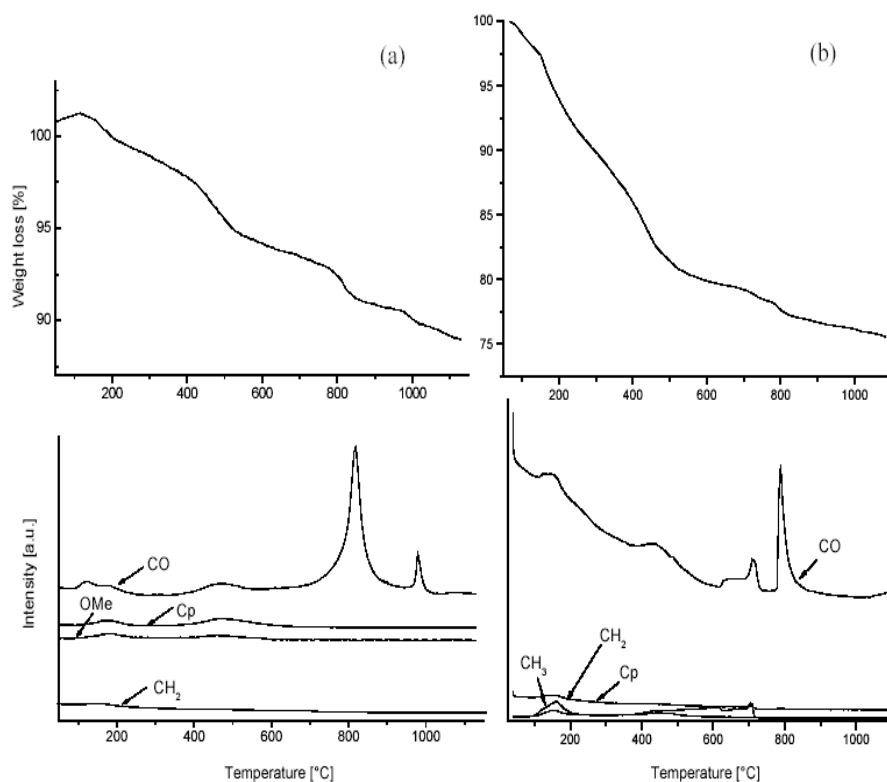 (a)
Weight loss [%]
100
95
90
200 400 600 800 1000
(b)
100
95
90
85
80
75
200 400 600 800 1000
Intensity [a.u.]
CO
OMe
Cp
CH₂
200 400 600 800 1000
Temperature [°C]
CO
CH₂
CH₃
Cp
200 400 600 800 1000
Temperature [°C]